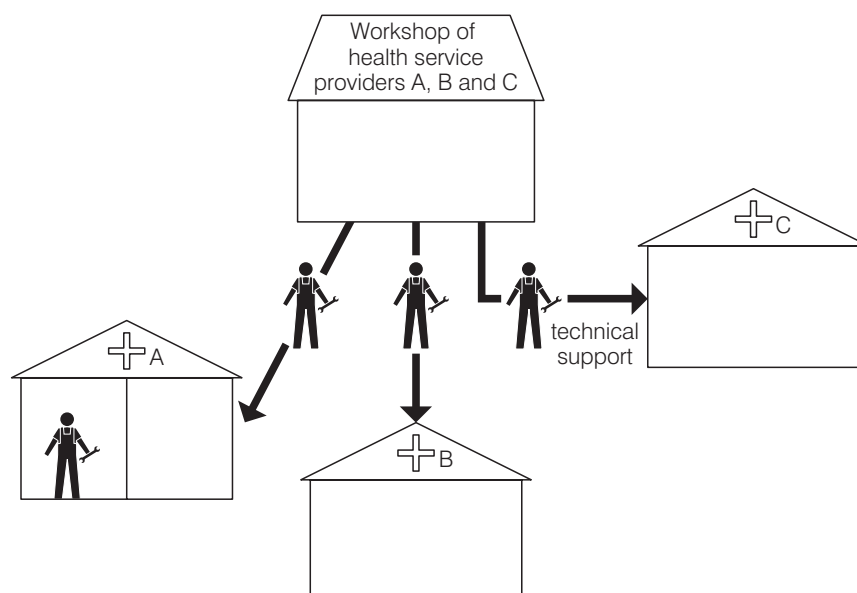 Workshop of
health service
providers A, B and C
C
technical
support
A
B